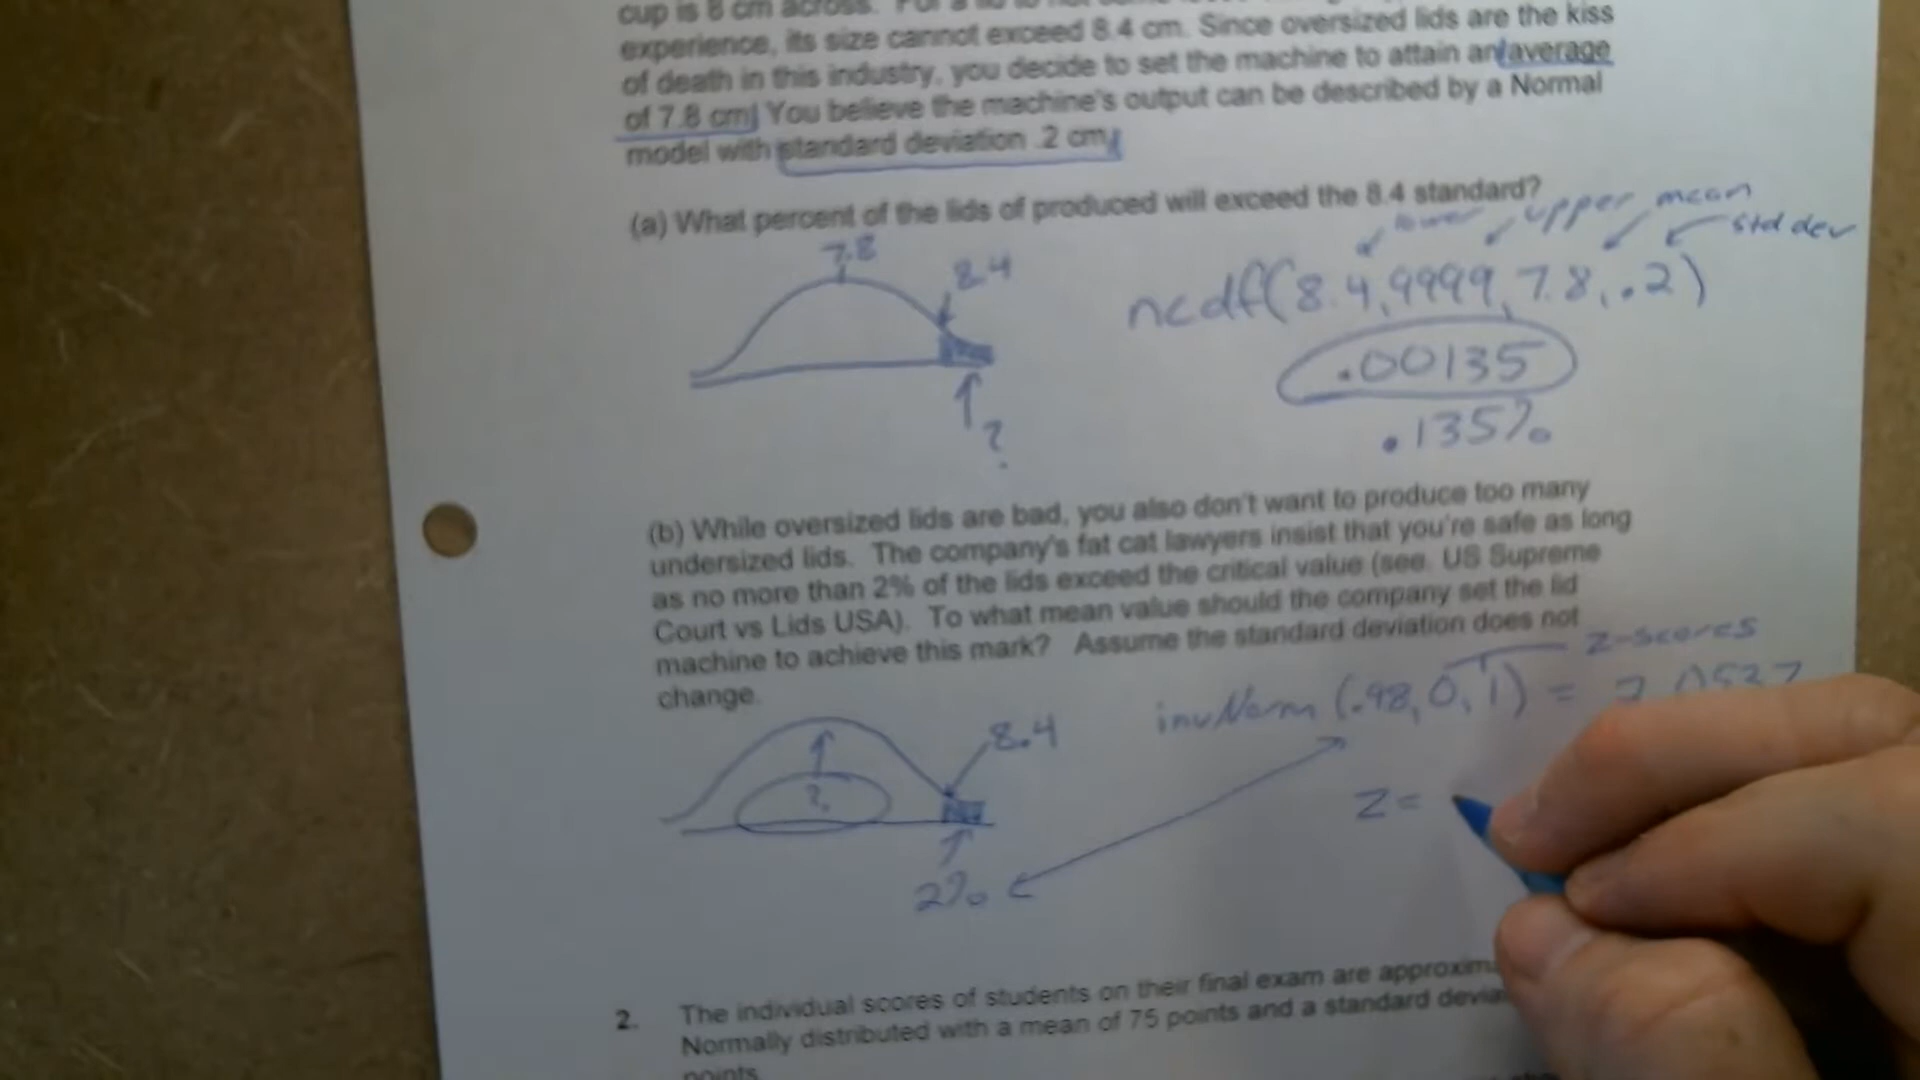 cup is 8 cm across. For a lid to not
experience, its size cannot exceed 8.4 cm. Since oversized lids are the kiss
of death in this industry, you decide to set the machine to attain an average
of 7.8 cm. You believe the machine's output can be described by a Normal
model with standard deviation .2 cm.
(a) What percent of the lids of produced will exceed the 8.4 standard?
lower upper mean std dev
7.8
8.4
ncdf(8.4,9999,7.8,.2)
.00135
.135%
?
(b) While oversized lids are bad, you also don't want to produce too many
undersized lids. The company's fat cat lawyers insist that you're safe as long
as no more than 2% of the lids exceed the critical value (see. US Supreme
Court vs Lids USA). To what mean value should the company set the lid
machine to achieve this mark? Assume the standard deviation does not
change.
z-scores
invNorm(.98,0,1) = 2.0537
8.4
?
z=
2%
2. The individual scores of students on their final exam are
Normally distributed with a mean of 75 points and a standard
points.